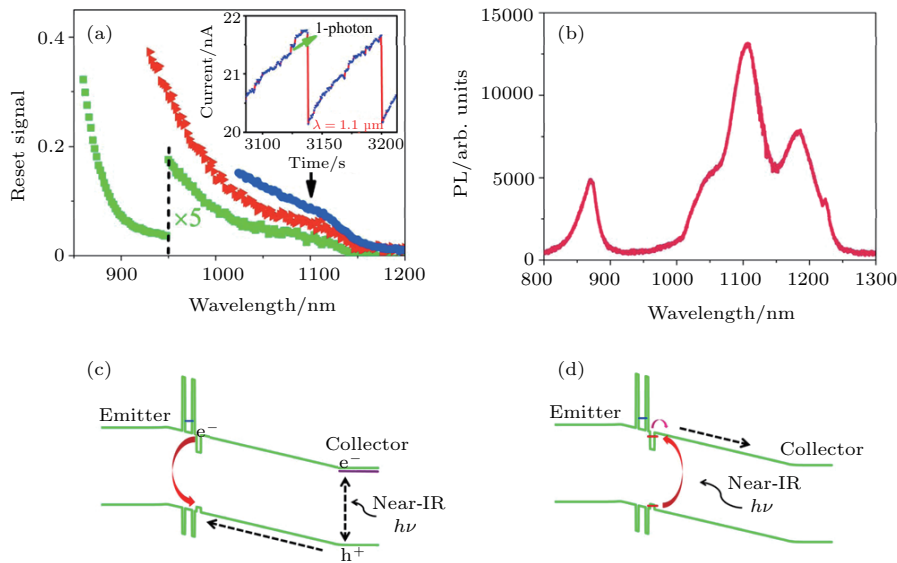 (a)
0.4
0.2
0
Reset signal
×5
900
1000
1100
1200
Wavelength/nm
22
21
20
Current/nA
1-photon
λ = 1.1 μm
3100
3150
3200
Time/s
(b)
15000
10000
5000
0
PL/arb. units
800
900
1000
1100
1200
1300
Wavelength/nm
(c)
Emitter
e⁻
Collector
e⁻
Near-IR
hν
h⁺
(d)
Emitter
Collector
Near-IR
hν